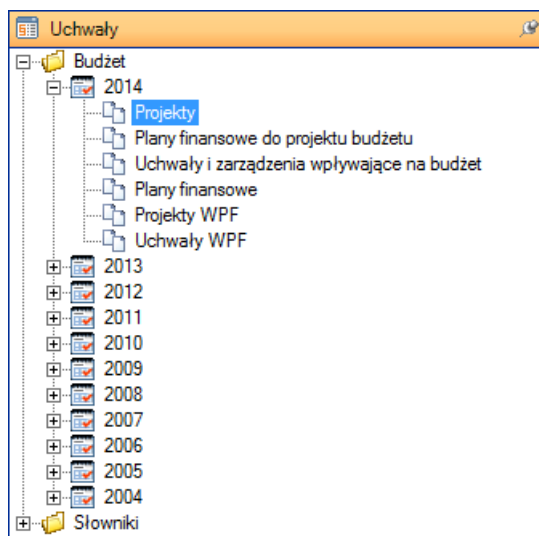 Uchwały
Budżet
2014
Projekty
Plany finansowe do projektu budżetu
Uchwały i zarządzenia wpływające na budżet
Plany finansowe
Projekty WPF
Uchwały WPF
2013
2012
2011
2010
2009
2008
2007
2006
2005
2004
Słowniki